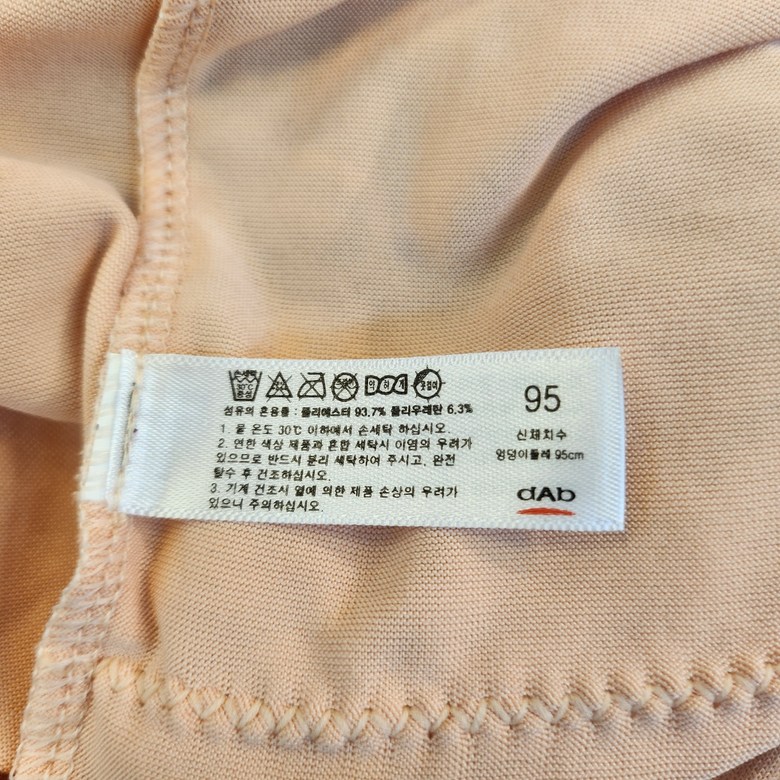 손세탁
30℃
중성
약하게
섬유의 혼용률 : 폴리에스터 93.7% 폴리우레탄 6.3%
1. 물 온도 30℃ 이하에서 손세탁 하십시오.
2. 연한 색상 제품과 혼합 세탁시 이염의 우려가
있으므로 반드시 분리 세탁하여 주시고, 완전
탈수 후 건조하십시오.
3. 기계 건조시 열에 의한 제품 손상의 우려가
있으니 주의하십시오.
95
신체치수
엉덩이둘레 95cm
dAb